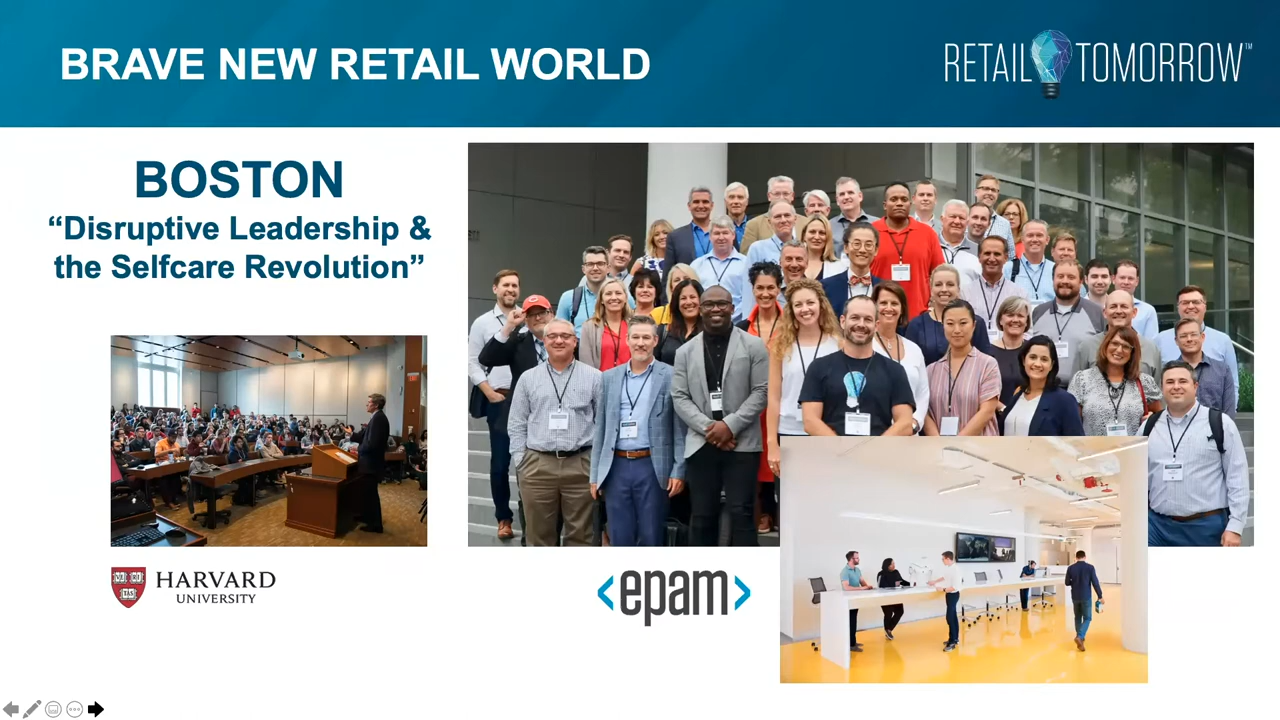 BRAVE NEW RETAIL WORLD
RETAIL TOMORROW™
BOSTON
“Disruptive Leadership &
the Selfcare Revolution”
HARVARD
UNIVERSITY
<epam>